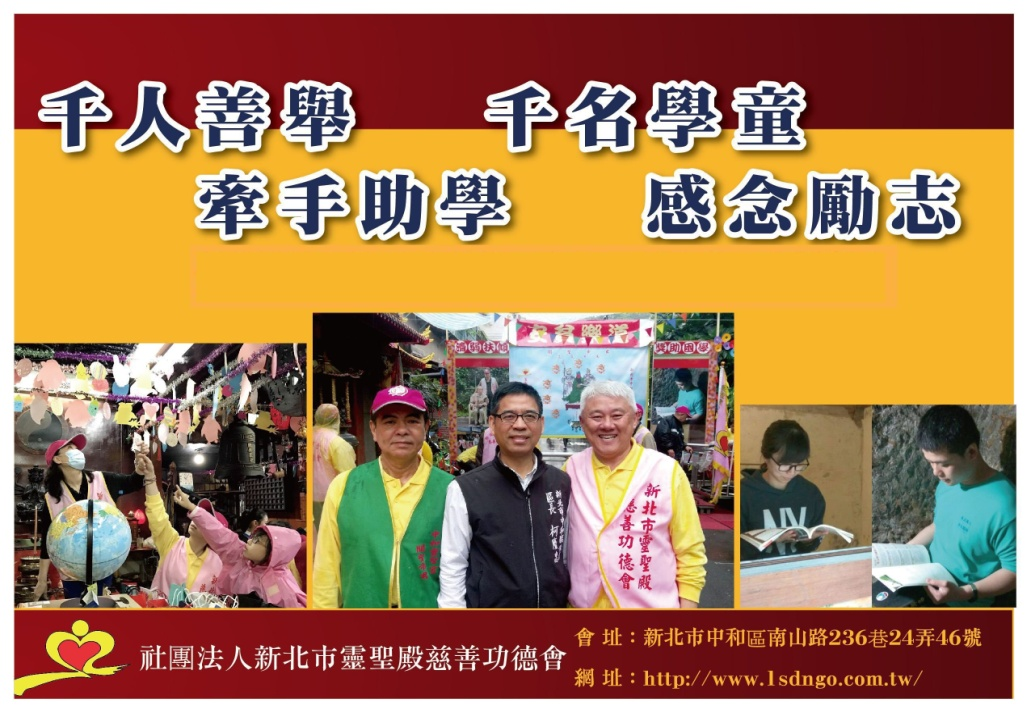 千人善舉 千名學童
牽手助學 感念勵志
新北市靈聖殿
慈善功德會
區長
社團法人新北市靈聖殿慈善功德會
會 址：新北市中和區南山路236巷24弄46號
網 址：http://www.1sdngo.com.tw/